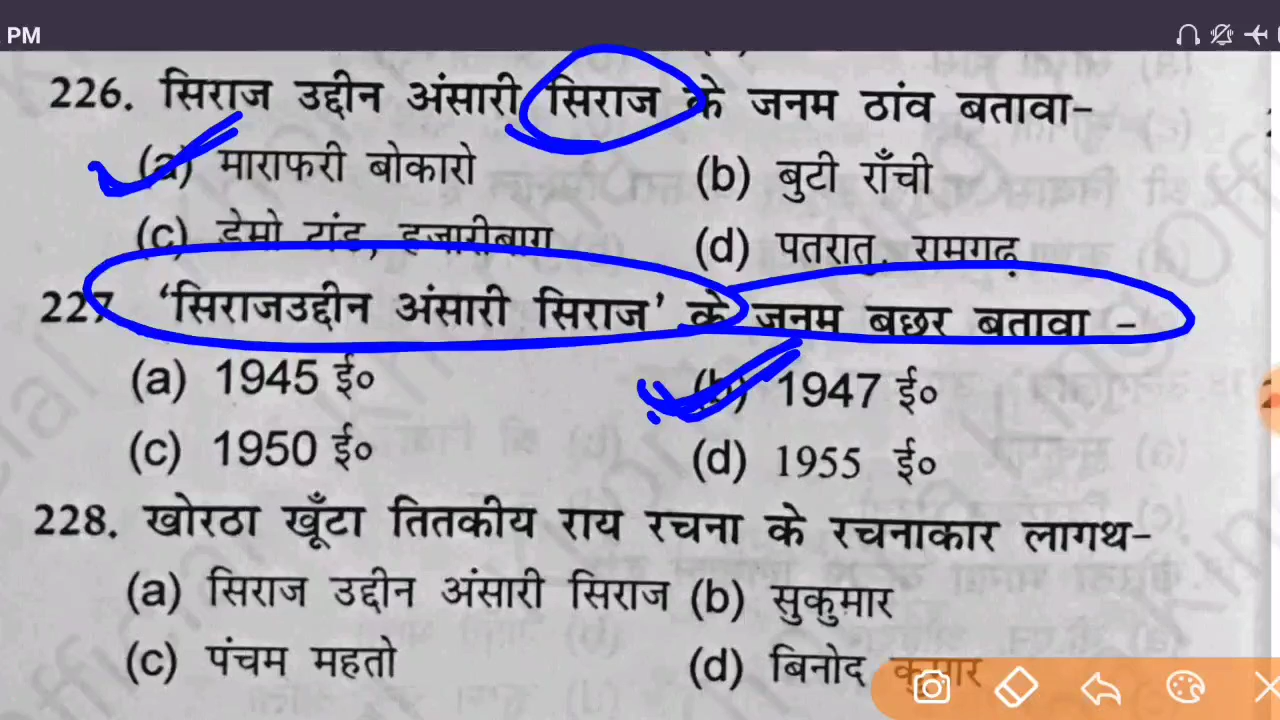 PM
226. सिराज उद्दीन अंसारी सिराज के जनम ठांव बतावा-
(a) माराफरी बोकारो (b) बुटी राँची
(c) डेमो टांड, हजारीबाग (d) पतरातु, रामगढ़
227 'सिराजउद्दीन अंसारी सिराज' के जनम बछर बतावा -
(a) 1945 ई० (b) 1947 ई०
(c) 1950 ई० (d) 1955 ई०
228. खोरठा खूँटा तितकीय राय रचना के रचनाकार लागथ-
(a) सिराज उद्दीन अंसारी सिराज (b) सुकुमार
(c) पंचम महतो (d) बिनोद कुमार